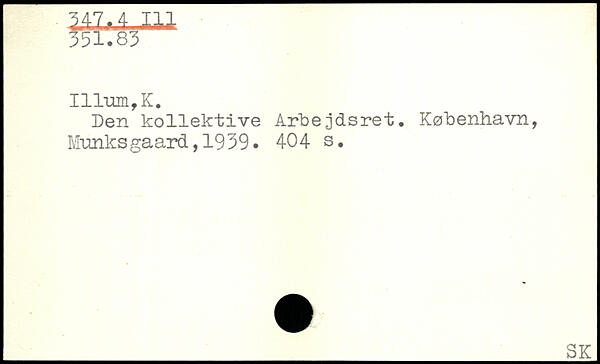 347.4 Ill
351.83
Illum,K.
Den kollektive Arbejdsret. København,
Munksgaard,1939. 404 s.
SK